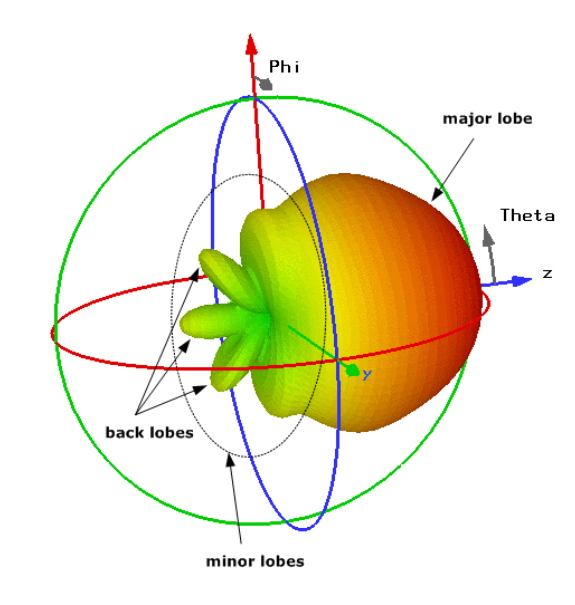 Phi
major lobe
Theta
z
y
back lobes
minor lobes